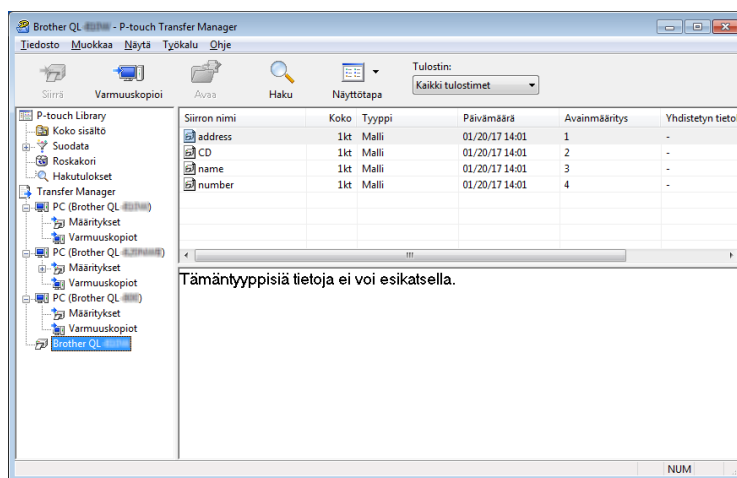 Brother QL - P-touch Transfer Manager
Tiedosto Muokkaa Näytä Työkalu Ohje
Siirrä Varmuuskopioi Avaa Haku Näyttötapa
Tulostin:
Kaikki tulostimet
P-touch Library
Koko sisältö
Suodata
Roskakori
Hakutulokset
Transfer Manager
PC (Brother QL )
Määritykset
Varmuuskopiot
PC (Brother QL )
Määritykset
Varmuuskopiot
PC (Brother QL )
Määritykset
Varmuuskopiot
Brother QL
Siirron nimi Koko Tyyppi Päivämäärä Avainmääritys Yhdistetyn tietok
address 1kt Malli 01/20/17 14:01 1 -
CD 1kt Malli 01/20/17 14:01 2 -
name 1kt Malli 01/20/17 14:01 3 -
number 1kt Malli 01/20/17 14:01 4 -
Tämäntyyppisiä tietoja ei voi esikatsella.
NUM